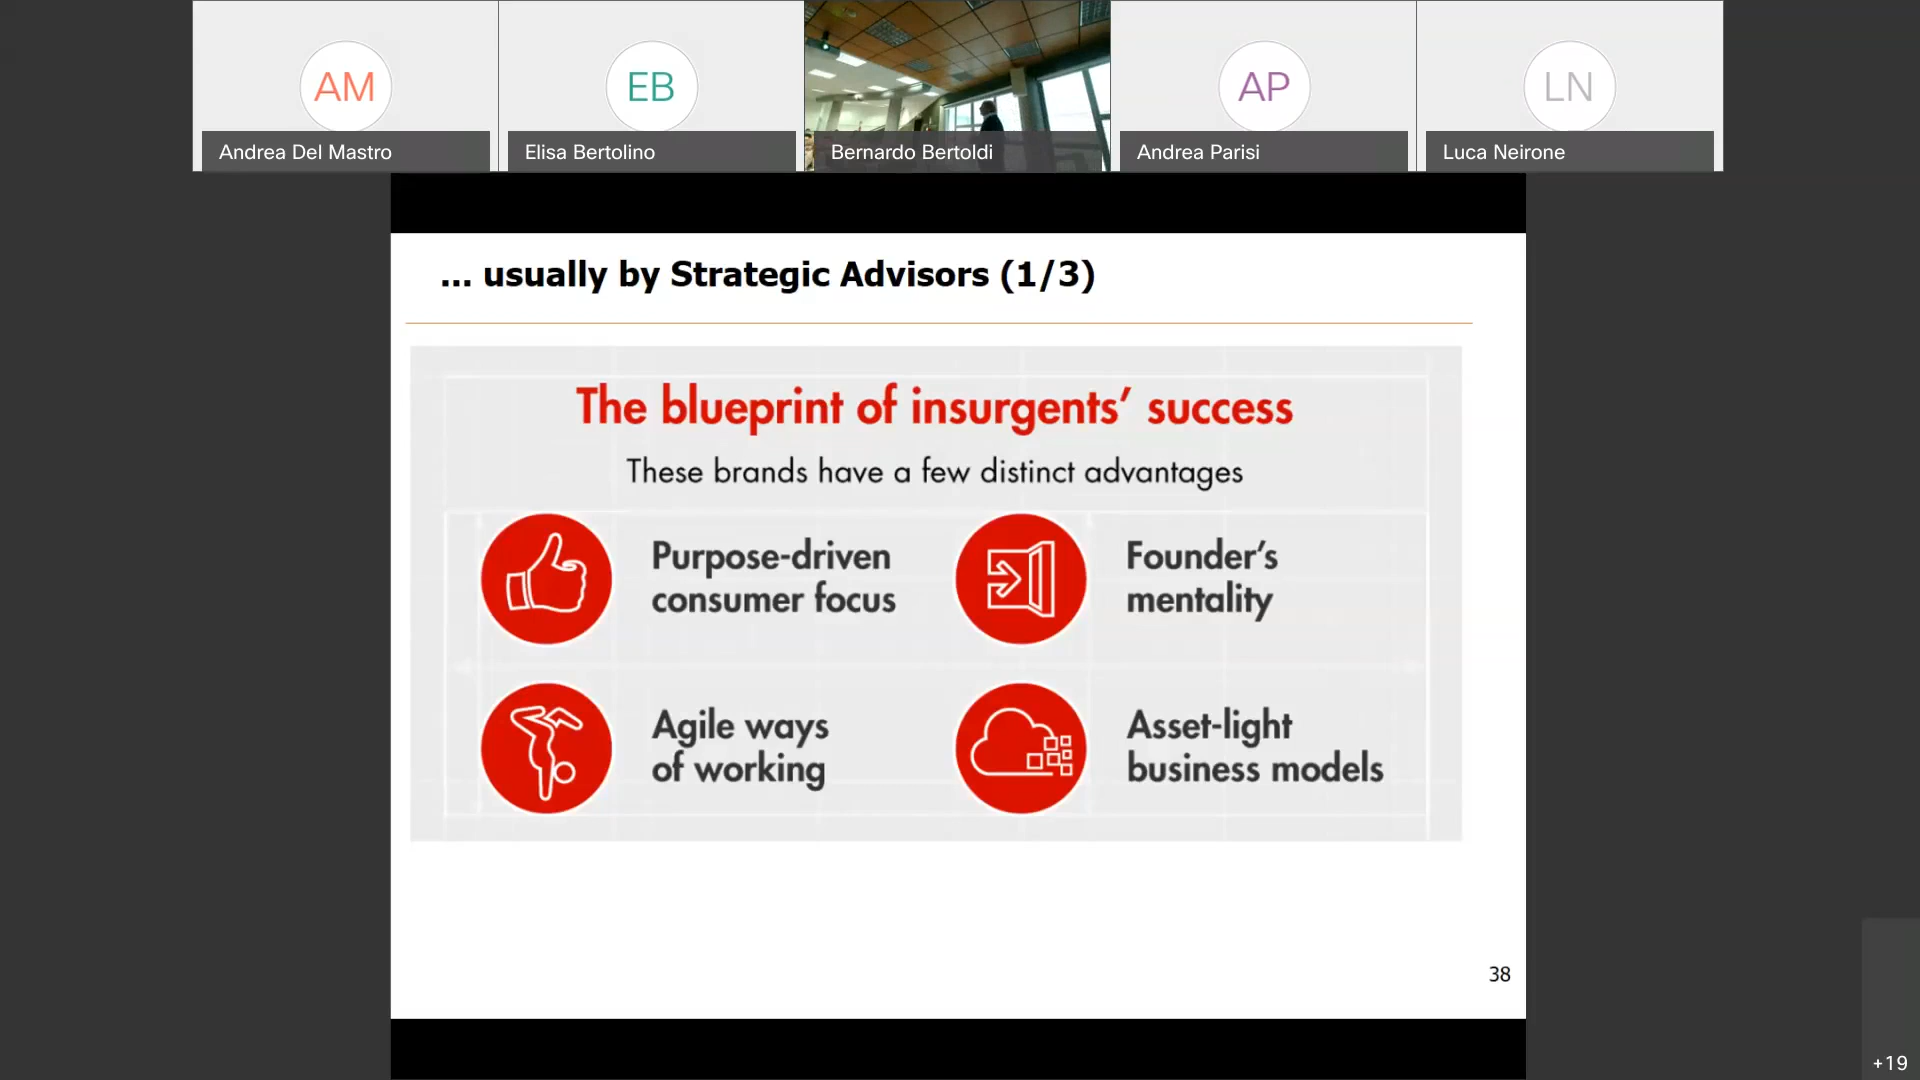 AM
EB
AP
LN
Andrea Del Mastro
Elisa Bertolino
Bernardo Bertoldi
Andrea Parisi
Luca Neirone
... usually by Strategic Advisors (1/3)
The blueprint of insurgents’ success
These brands have a few distinct advantages
Purpose-driven
consumer focus
Founder’s
mentality
Agile ways
of working
Asset-light
business models
38
+19